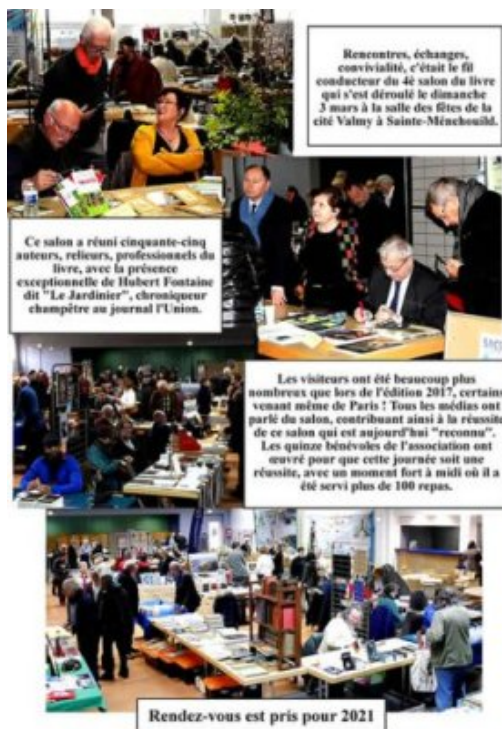 Rencontres, échanges,
convivialité, c'était le fil
conducteur du 4è salon du livre
qui s'est déroulé le dimanche
3 mars à la salle des fêtes de la
cité Valmy à Sainte-Ménehould.
Ce salon a réuni cinquante-cinq
auteurs, relieurs, professionnels du
livre, avec la présence
exceptionnelle de Hubert Fontaine
dit "Le Jardinier", chroniqueur
champêtre au journal l'Union.
Les visiteurs ont été beaucoup plus
nombreux que lors de l'édition 2017, certains
venant même de Paris ! Tous les médias ont
parlé du salon, contribuant ainsi à la réussite
de ce salon qui est aujourd'hui "reconnu".
Les quinze bénévoles de l'association ont
œuvré pour que cette journée soit une
réussite, avec un moment fort à midi où il a
été servi plus de 100 repas.
Rendez-vous est pris pour 2021